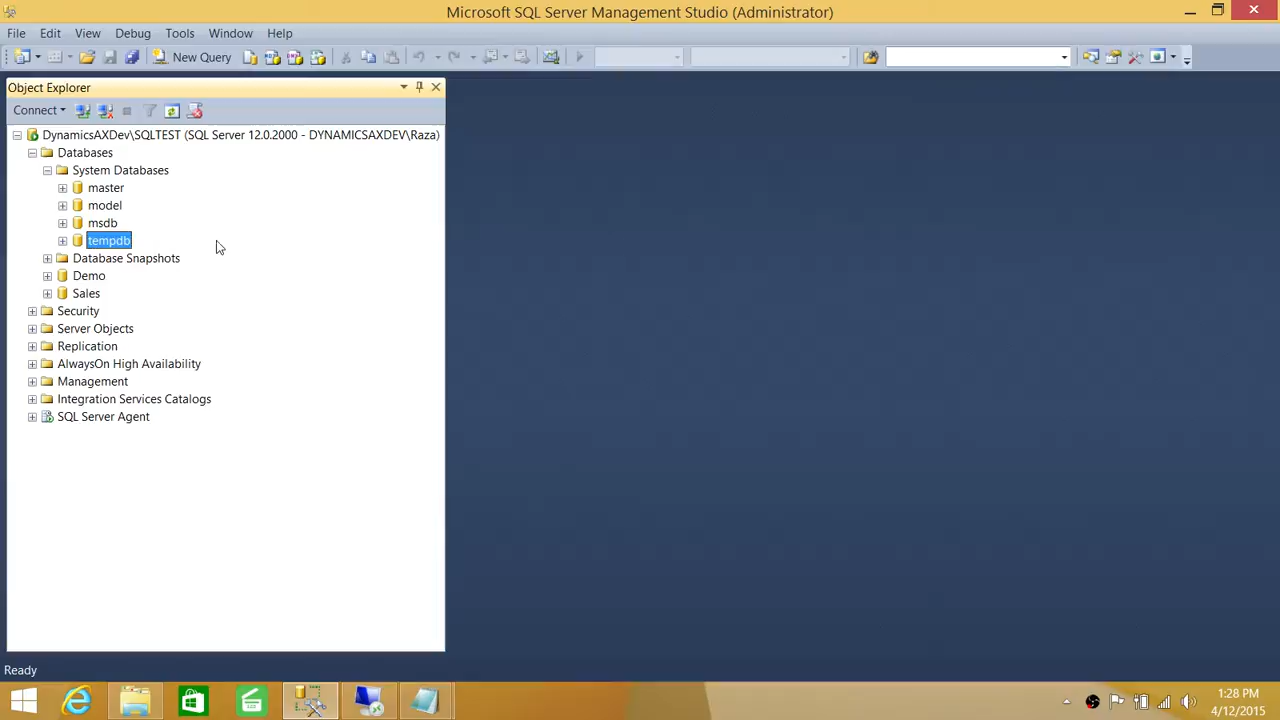 Microsoft SQL Server Management Studio (Administrator)
File Edit View Debug Tools Window Help
New Query
Object Explorer
Connect
DynamicsAXDev\SQLTEST (SQL Server 12.0.2000 - DYNAMICSAXDEV\Raza)
Databases
System Databases
master
model
msdb
tempdb
Database Snapshots
Demo
Sales
Security
Server Objects
Replication
AlwaysOn High Availability
Management
Integration Services Catalogs
SQL Server Agent
Ready
1:28 PM
4/12/2015